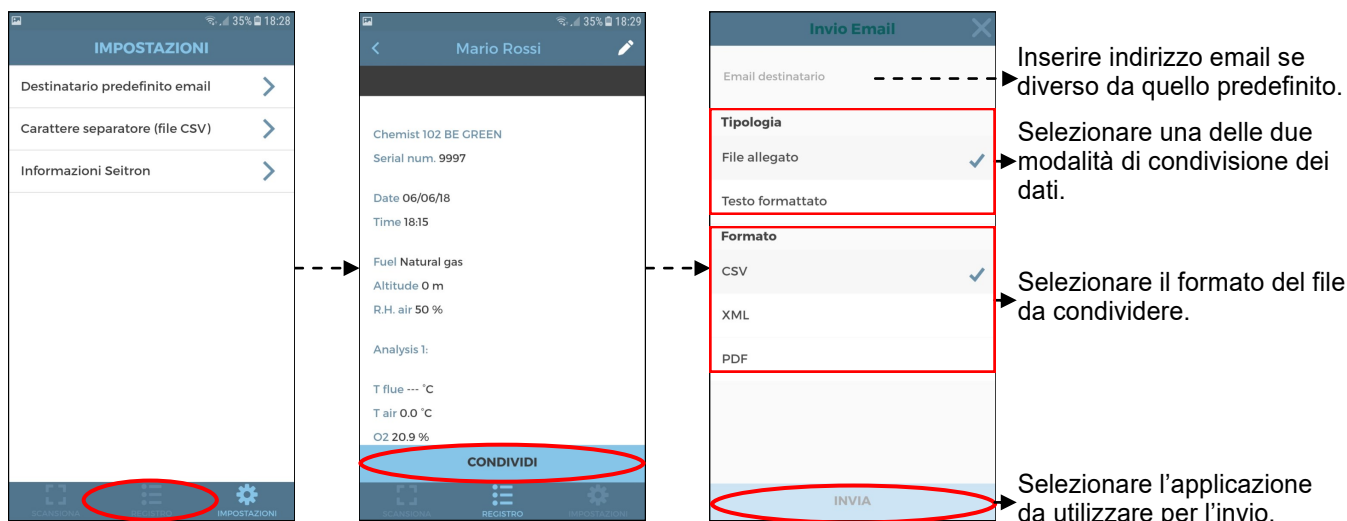 35% 18:28
IMPOSTAZIONI
Destinatario predefinito email
Carattere separatore (file CSV)
Informazioni Seitron
SCANSIONA
REGISTRO
IMPOSTAZIONI
35% 18:29
Mario Rossi
Chemist 102 BE GREEN
Serial num. 9997
Date 06/06/18
Time 18:15
Fuel Natural gas
Altitude 0 m
R.H. air 50 %
Analysis 1:
T flue --- °C
T air 0.0 °C
O2 20.9 %
CONDIVIDI
SCANSIONA
REGISTRO
IMPOSTAZIONI
Invio Email
Email destinatario
Tipologia
File allegato
Testo formattato
Formato
CSV
XML
PDF
INVIA
Inserire indirizzo email se
diverso da quello predefinito.
Selezionare una delle due
modalità di condivisione dei
dati.
Selezionare il formato del file
da condividere.
Selezionare l'applicazione
da utilizzare per l'invio.